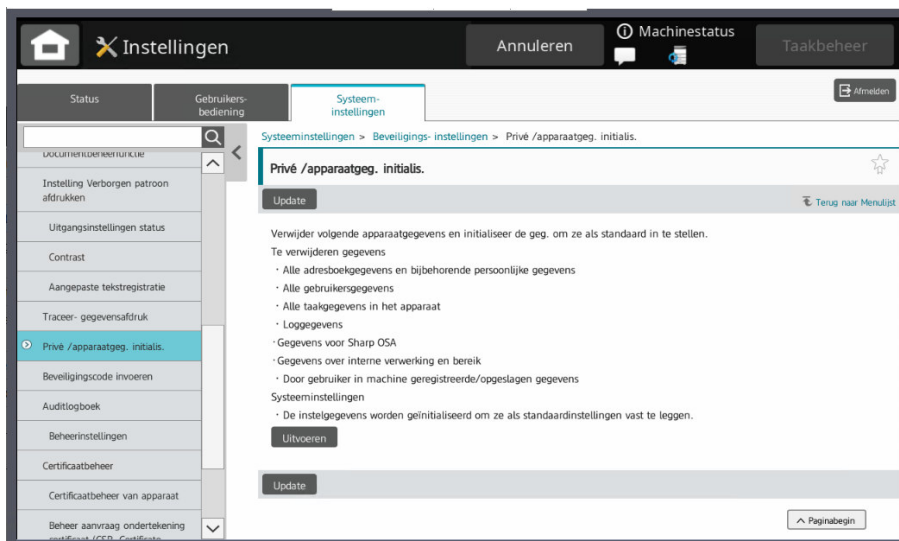 Instellingen
Annuleren
Machinestatus
Taakbeheer
Status
Gebruikers-
bediening
Systeem-
instellingen
Afmelden
Documentbeheerfunctie
Instelling Verborgen patroon
afdrukken
Uitgangsinstellingen status
Contrast
Aangepaste tekstregistratie
Traceer- gegevensafdruk
Privé /apparaatgeg. initialis.
Beveiligingscode invoeren
Auditlogboek
Beheerinstellingen
Certificaatbeheer
Certificaatbeheer van apparaat
Beheer aanvraag ondertekening
certificaat (CSR, Certificate
Systeeminstellingen > Beveiligings- instellingen > Privé /apparaatgeg. initialis.
Privé /apparaatgeg. initialis.
Update
Terug naar Menulijst
Verwijder volgende apparaatgegevens en initialiseer de geg. om ze als standaard in te stellen.
Te verwijderen gegevens
· Alle adresboekgegevens en bijbehorende persoonlijke gegevens
· Alle gebruikersgegevens
· Alle taakgegevens in het apparaat
· Loggegevens
·Gegevens voor Sharp OSA
·Gegevens over interne verwerking en bereik
· Door gebruiker in machine geregistreerde/opgeslagen gegevens
Systeeminstellingen
· De instelgegevens worden geïnitialiseerd om ze als standaardinstellingen vast te leggen.
Uitvoeren
Update
Paginabegin